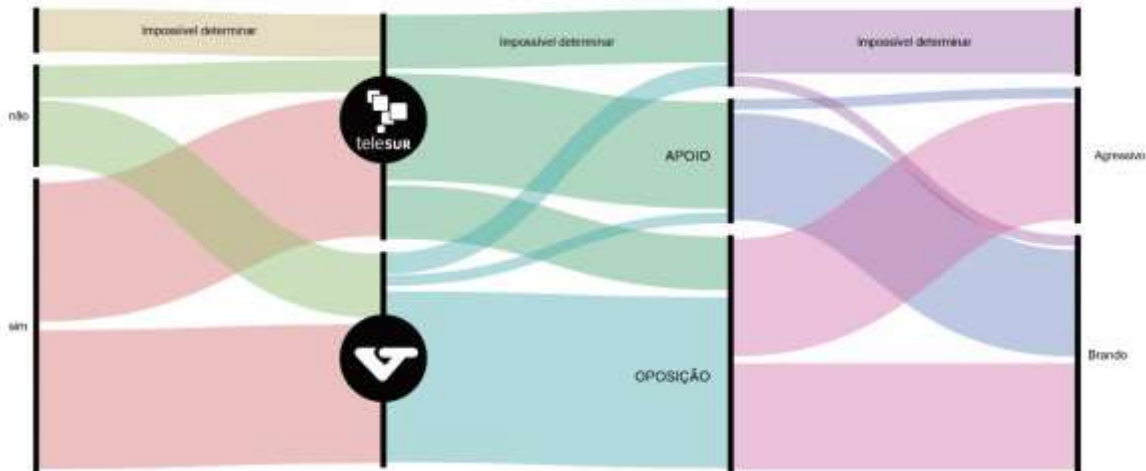 Impossível determinar
Impossível determinar
Impossível determinar
não
teleSUR
APOIO
Agressivo
sim
Brando
OPOSIÇÃO